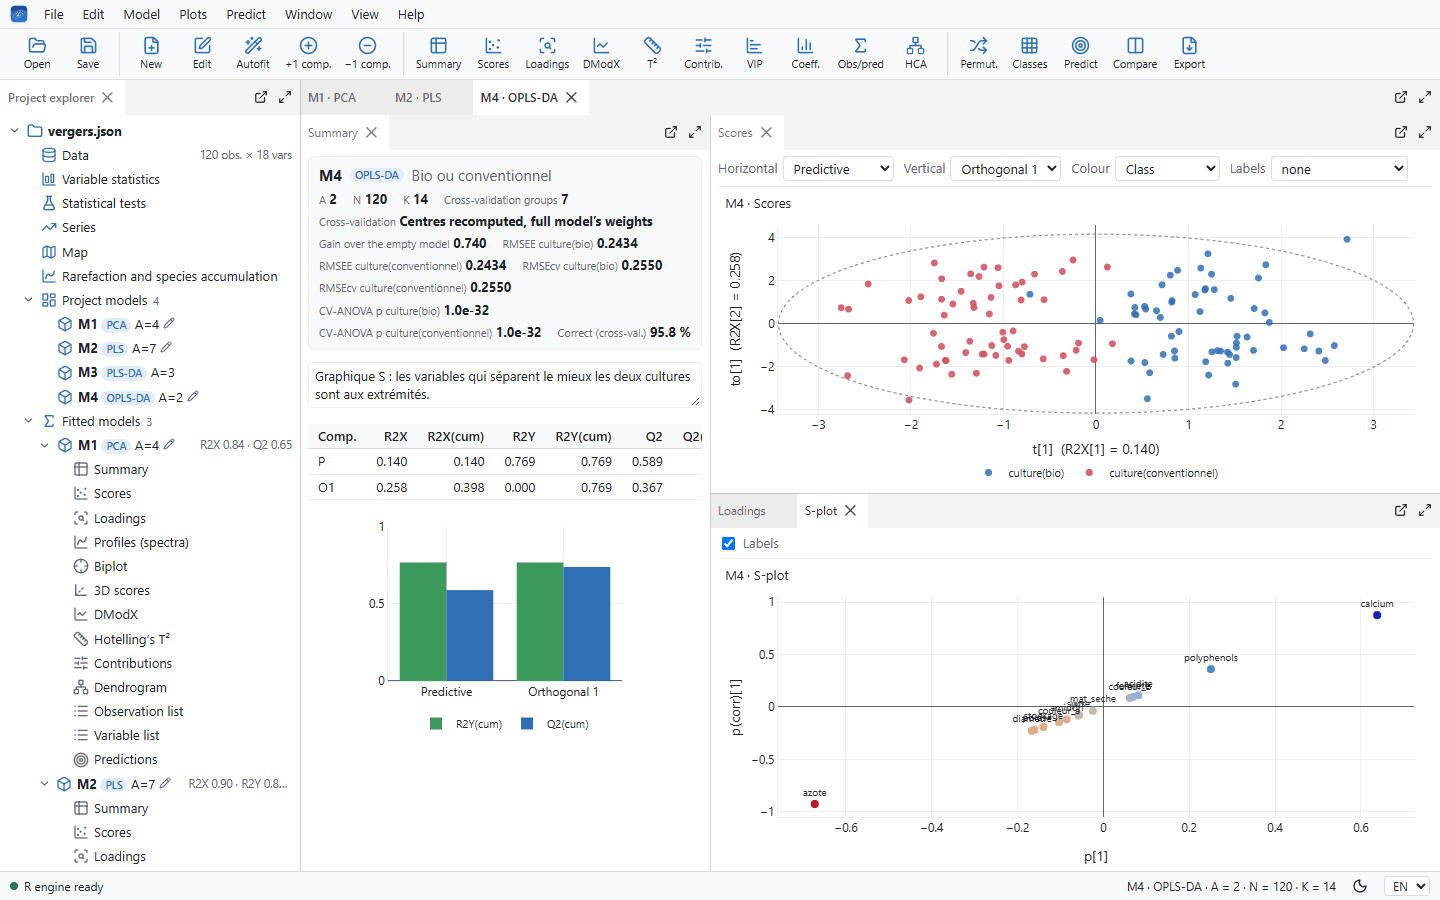 File Edit Model Plots Predict Window View Help
Open Save New Edit Autofit +1 comp. −1 comp. Summary Scores Loadings DModX T² Contrib. VIP Coeff. Obs/pred HCA Permut. Classes Predict Compare Export
Project explorer
vergers.json
Data 120 obs. × 18 vars
Variable statistics
Statistical tests
Series
Map
Rarefaction and species accumulation
Project models 4
M1 PCA A=4
M2 PLS A=7
M3 PLS-DA A=3
M4 OPLS-DA A=2
Fitted models 3
M1 PCA A=4 R2X 0.84 · Q2 0.65
Summary
Scores
Loadings
Profiles (spectra)
Biplot
3D scores
DModX
Hotelling's T²
Contributions
Dendrogram
Observation list
Variable list
Predictions
M2 PLS A=7 R2X 0.90 · R2Y 0.8...
Summary
Scores
Loadings
M1 · PCA M2 · PLS M4 · OPLS-DA
Summary
M4 OPLS-DA Bio ou conventionnel
A 2 N 120 K 14 Cross-validation groups 7
Cross-validation Centres recomputed, full model's weights
Gain over the empty model 0.740 RMSEE culture(bio) 0.2434
RMSEE culture(conventionnel) 0.2434 RMSEcv culture(bio) 0.2550
RMSEcv culture(conventionnel) 0.2550
CV-ANOVA p culture(bio) 1.0e-32
CV-ANOVA p culture(conventionnel) 1.0e-32 Correct (cross-val.) 95.8 %
Graphique S : les variables qui séparent le mieux les deux cultures
sont aux extrémités.
Comp. R2X R2X(cum) R2Y R2Y(cum) Q2 Q2(
P 0.140 0.140 0.769 0.769 0.589
O1 0.258 0.398 0.000 0.769 0.367
1
0.5
0
Predictive Orthogonal 1
R2Y(cum) Q2(cum)
Scores
Horizontal Predictive Vertical Orthogonal 1 Colour Class Labels none
M4 · Scores
to[1] (R2X[2] = 0.258)
4
2
0
−2
−4
−3 −2 −1 0 1 2 3
t[1] (R2X[1] = 0.140)
culture(bio) culture(conventionnel)
Loadings S-plot
Labels
M4 · S-plot
p(corr)[1]
1
0.5
0
−0.5
−1
calcium
polyphenols
mat_seche
azote
−0.6 −0.4 −0.2 0 0.2 0.4 0.6
p[1]
R engine ready
M4 · OPLS-DA · A = 2 · N = 120 · K = 14 EN